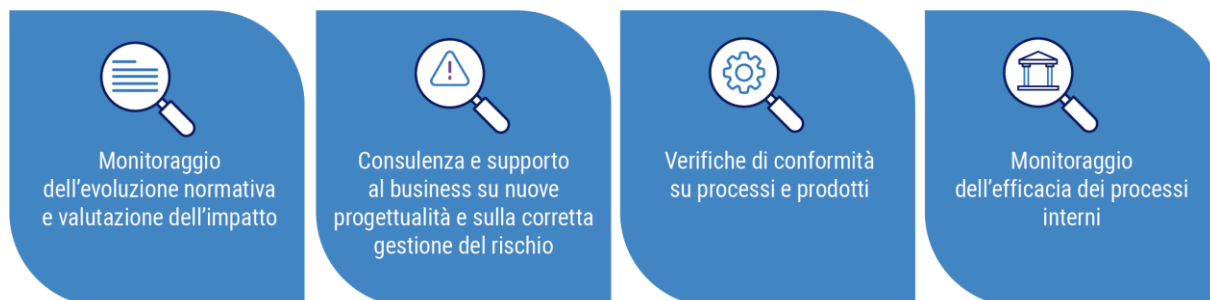 Monitoraggio
dell'evoluzione normativa
e valutazione dell'impatto
Consulenza e supporto
al business su nuove
progettualità e sulla corretta
gestione del rischio
Verifiche di conformità
su processi e prodotti
Monitoraggio
dell'efficacia dei processi
interni